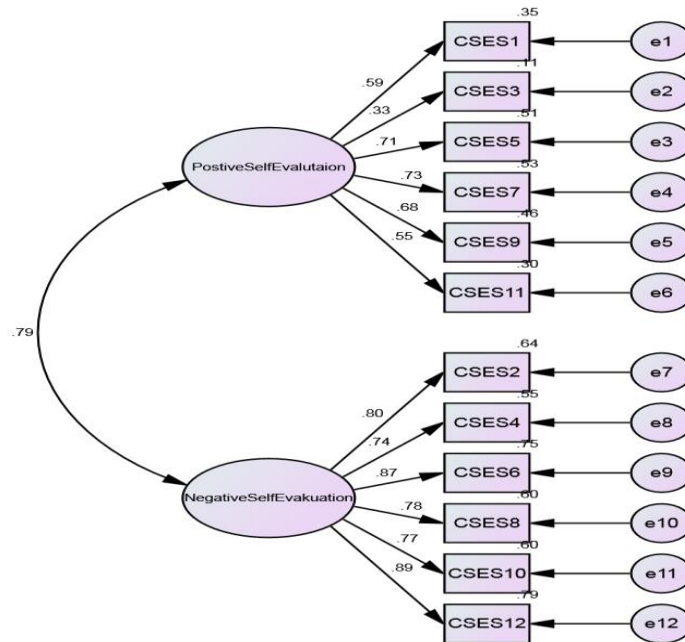 .35
CSES1
e1
.59
.11
CSES3
e2
.33
.51
CSES5
e3
.71
.53
CSES7
e4
.73
.46
CSES9
e5
.68
.30
CSES11
e6
.55
PostiveSelfEvalutaion
.79
.64
CSES2
e7
.80
.55
CSES4
e8
.74
.75
CSES6
e9
.87
.60
CSES8
e10
.78
.60
CSES10
e11
.77
.79
CSES12
e12
.89
NegativeSelfEvakuation